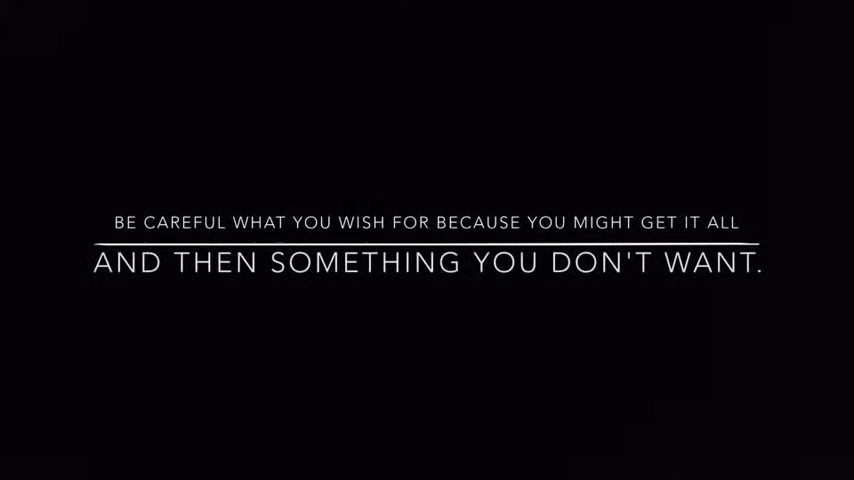 BE CAREFUL WHAT YOU WISH FOR BECAUSE YOU MIGHT GET IT ALL
AND THEN SOMETHING YOU DON'T WANT.